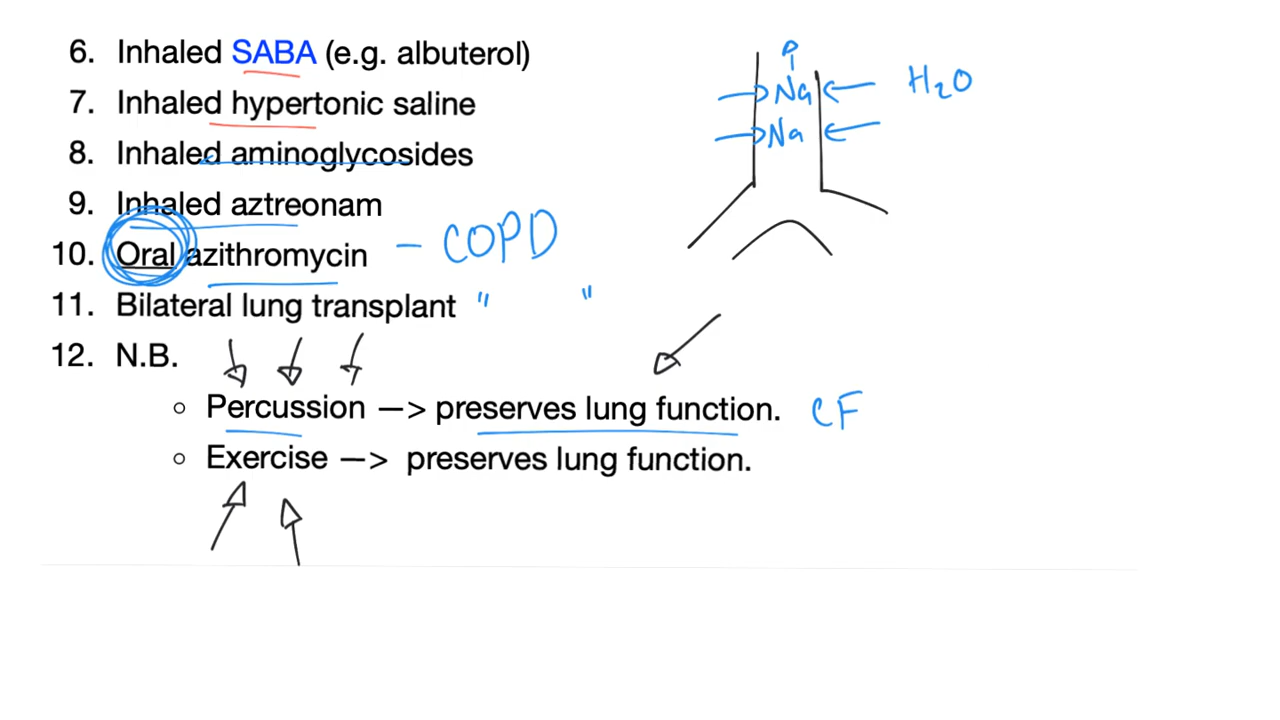 6. Inhaled SABA (e.g. albuterol)
7. Inhaled hypertonic saline
8. Inhaled aminoglycosides
9. Inhaled aztreonam
10. Oral azithromycin – COPD
11. Bilateral lung transplant " "
12. N.B.
○ Percussion —> preserves lung function. CF
○ Exercise —> preserves lung function.
Na H₂O
Na